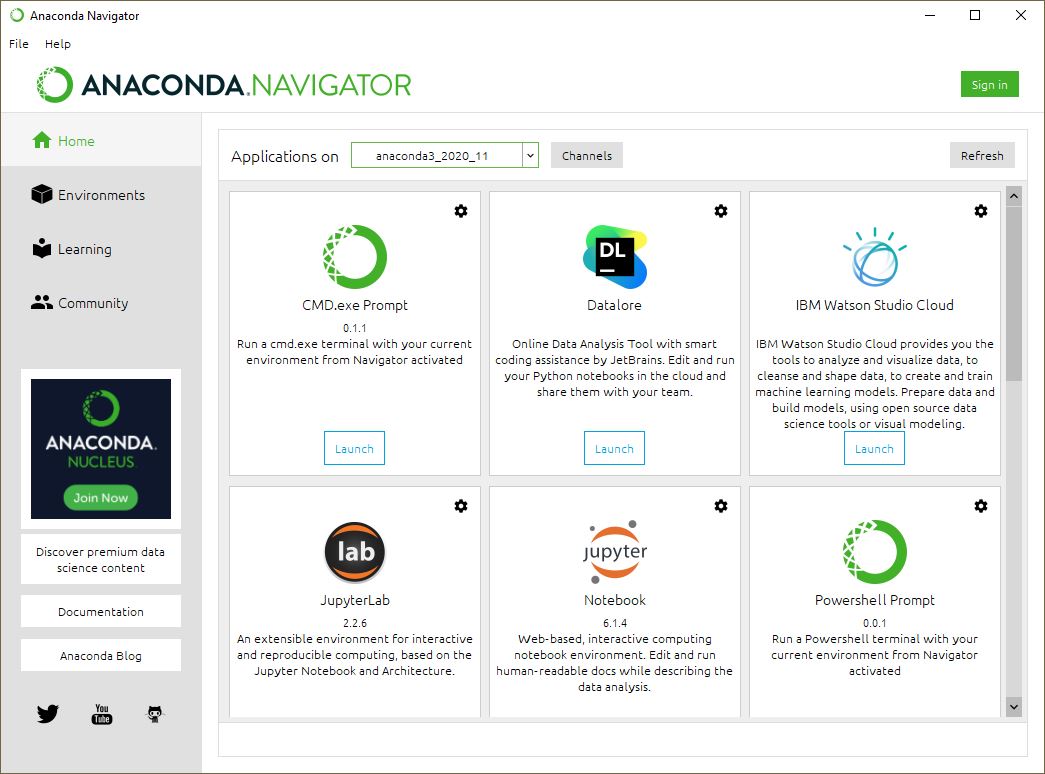 Anaconda Navigator
File Help
ANACONDA.NAVIGATOR
Sign in
Home
Environments
Learning
Community
ANACONDA.
NUCLEUS
Join Now
Discover premium data
science content
Documentation
Anaconda Blog
You
Tube
Applications on anaconda3_2020_11 Channels Refresh
CMD.exe Prompt
0.1.1
Run a cmd.exe terminal with your current
environment from Navigator activated
Launch
DL
Datalore
Online Data Analysis Tool with smart
coding assistance by JetBrains. Edit and run
your Python notebooks in the cloud and
share them with your team.
Launch
IBM Watson Studio Cloud
IBM Watson Studio Cloud provides you the
tools to analyze and visualize data, to
cleanse and shape data, to create and train
machine learning models. Prepare data and
build models, using open source data
science tools or visual modeling.
Launch
lab
JupyterLab
2.2.6
An extensible environment for interactive
and reproducible computing, based on the
Jupyter Notebook and Architecture.
jupyter
Notebook
6.1.4
Web-based, interactive computing
notebook environment. Edit and run
human-readable docs while describing the
data analysis.
Powershell Prompt
0.0.1
Run a Powershell terminal with your
current environment from Navigator
activated